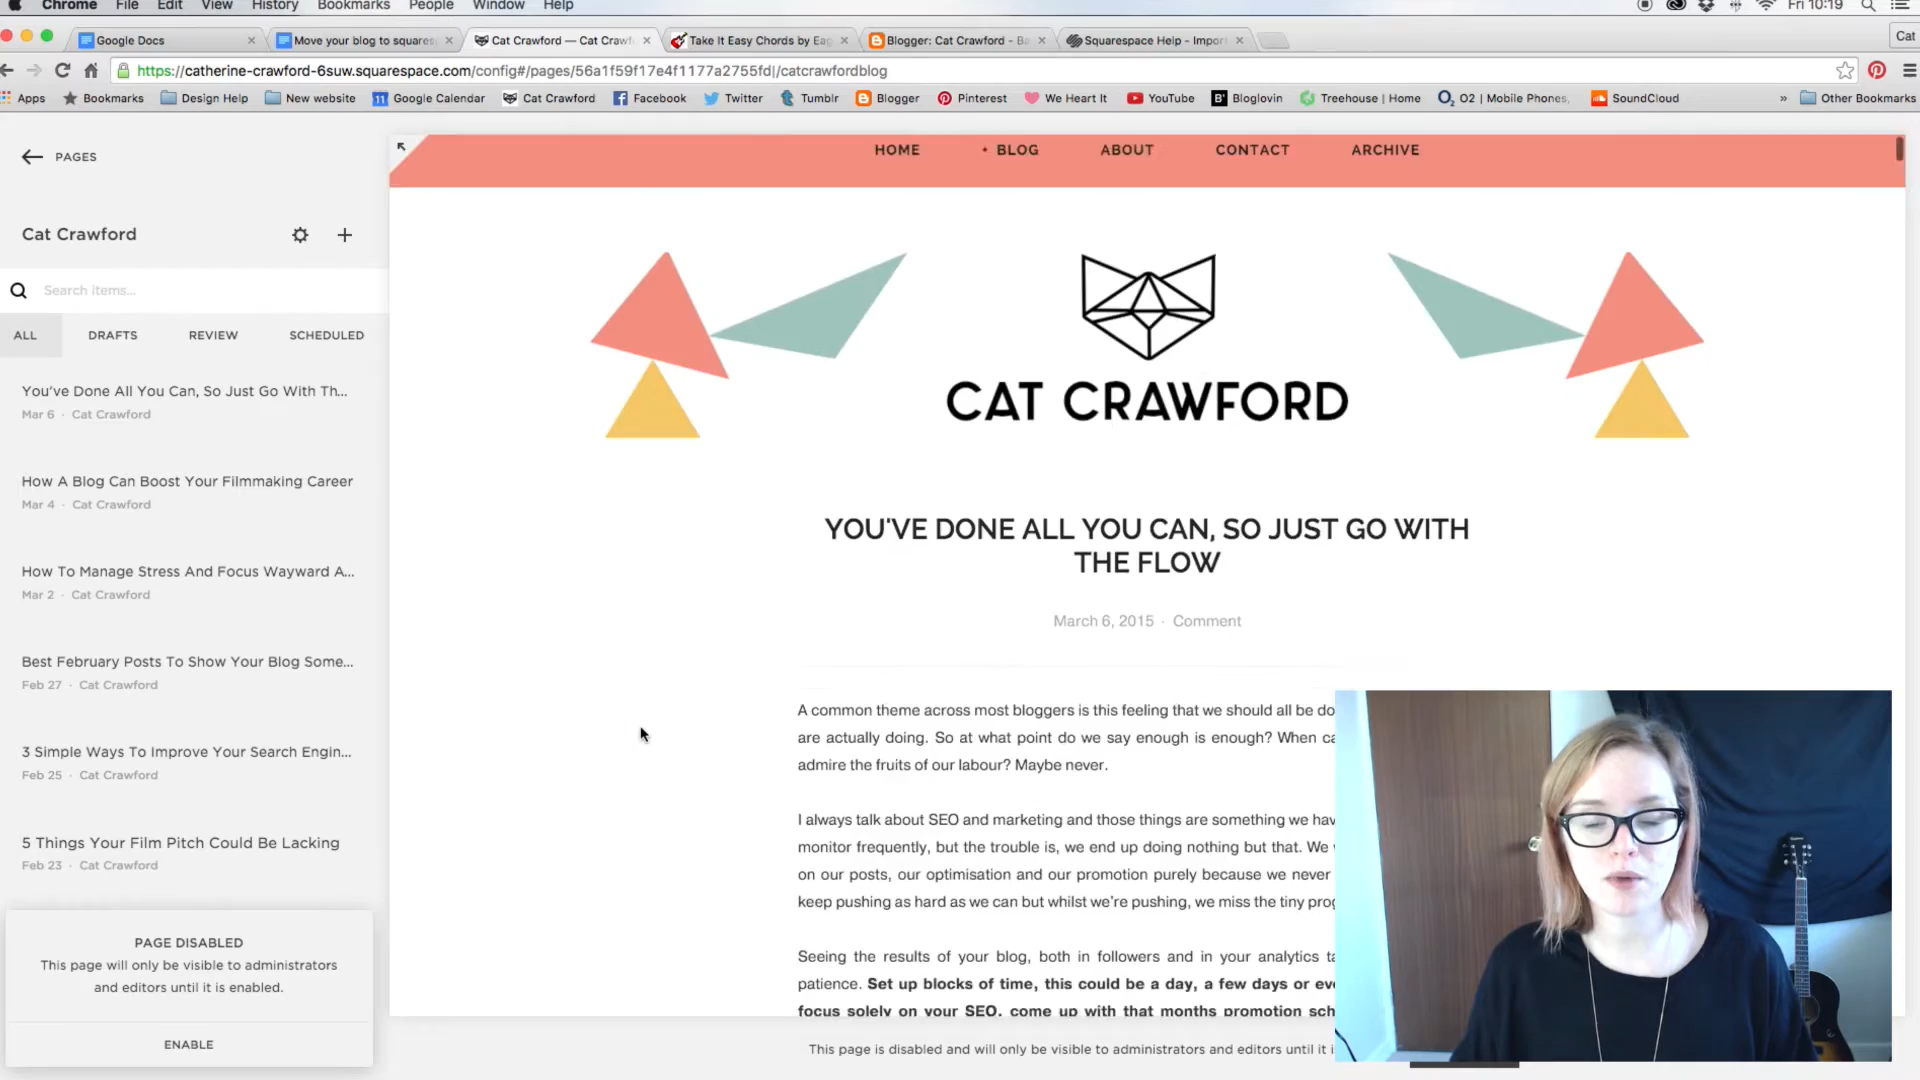 Chrome File Edit View History Bookmarks People Window Help Fri 10:19
Google Docs Move your blog to squares Cat Crawford — Cat Crawf Take It Easy Chords by Eag Blogger: Cat Crawford - Ba Squarespace Help - Impor Cat
https://catherine-crawford-6suw.squarespace.com/config#/pages/56a1f59f17e4f1177a2755fd|/catcrawfordblog
Apps Bookmarks Design Help New website Google Calendar Cat Crawford Facebook Twitter Tumblr Blogger Pinterest We Heart It YouTube Bloglovin Treehouse | Home O2 | Mobile Phones, SoundCloud » Other Bookmarks
PAGES
HOME BLOG ABOUT CONTACT ARCHIVE
Cat Crawford
Search items...
ALL DRAFTS REVIEW SCHEDULED
You've Done All You Can, So Just Go With Th...
Mar 6 · Cat Crawford
How A Blog Can Boost Your Filmmaking Career
Mar 4 · Cat Crawford
How To Manage Stress And Focus Wayward A...
Mar 2 · Cat Crawford
Best February Posts To Show Your Blog Some...
Feb 27 · Cat Crawford
3 Simple Ways To Improve Your Search Engin...
Feb 25 · Cat Crawford
5 Things Your Film Pitch Could Be Lacking
Feb 23 · Cat Crawford
PAGE DISABLED
This page will only be visible to administrators
and editors until it is enabled.
ENABLE
CAT CRAWFORD
YOU'VE DONE ALL YOU CAN, SO JUST GO WITH
THE FLOW
March 6, 2015 · Comment
A common theme across most bloggers is this feeling that we should all be do
are actually doing. So at what point do we say enough is enough? When ca
admire the fruits of our labour? Maybe never.
I always talk about SEO and marketing and those things are something we hav
monitor frequently, but the trouble is, we end up doing nothing but that. We
on our posts, our optimisation and our promotion purely because we never
keep pushing as hard as we can but whilst we're pushing, we miss the tiny prog
Seeing the results of your blog, both in followers and in your analytics ta
patience. Set up blocks of time, this could be a day, a few days or eve
focus solely on your SEO, come up with that months promotion sch
This page is disabled and will only be visible to administrators and editors until it i